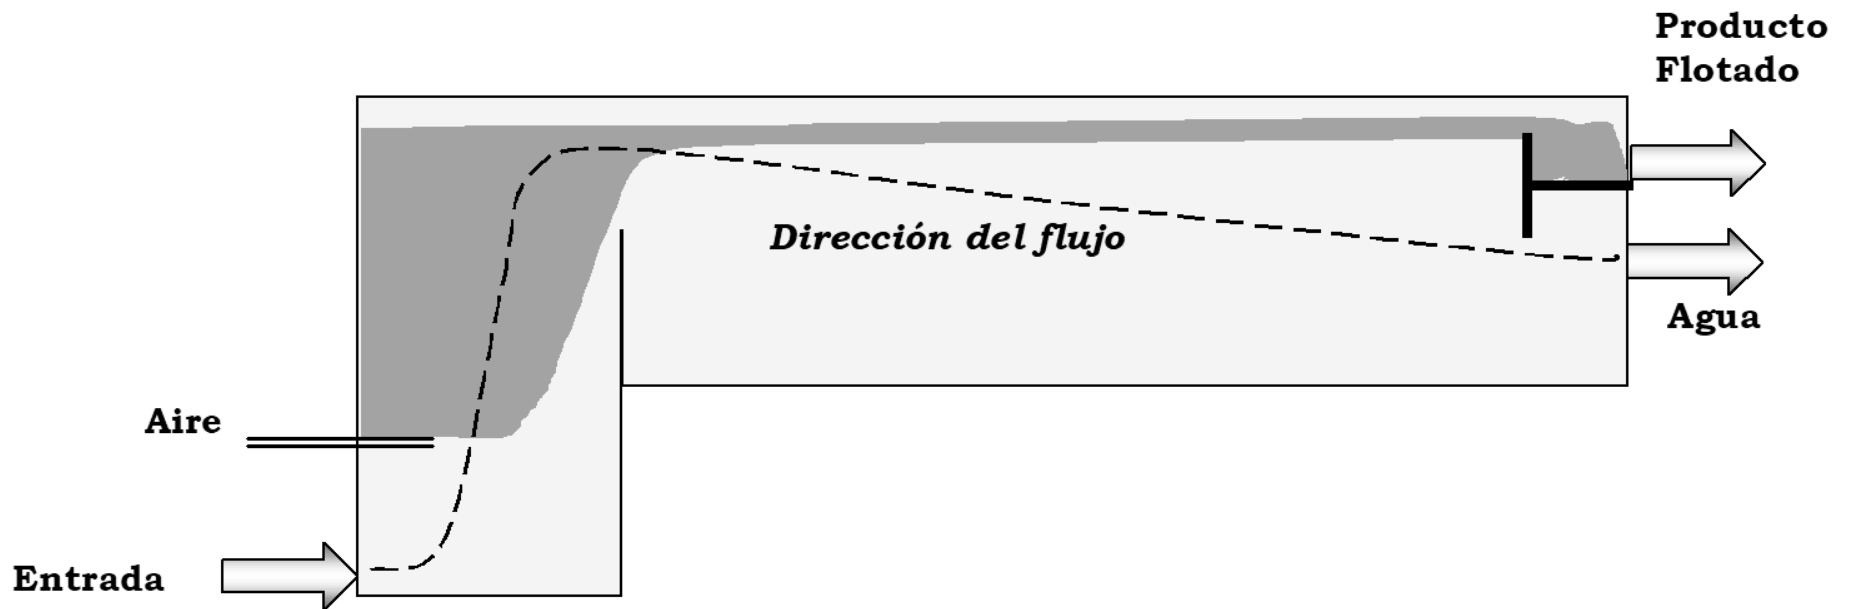 Producto
Flotado
Dirección del flujo
Agua
Aire
Entrada